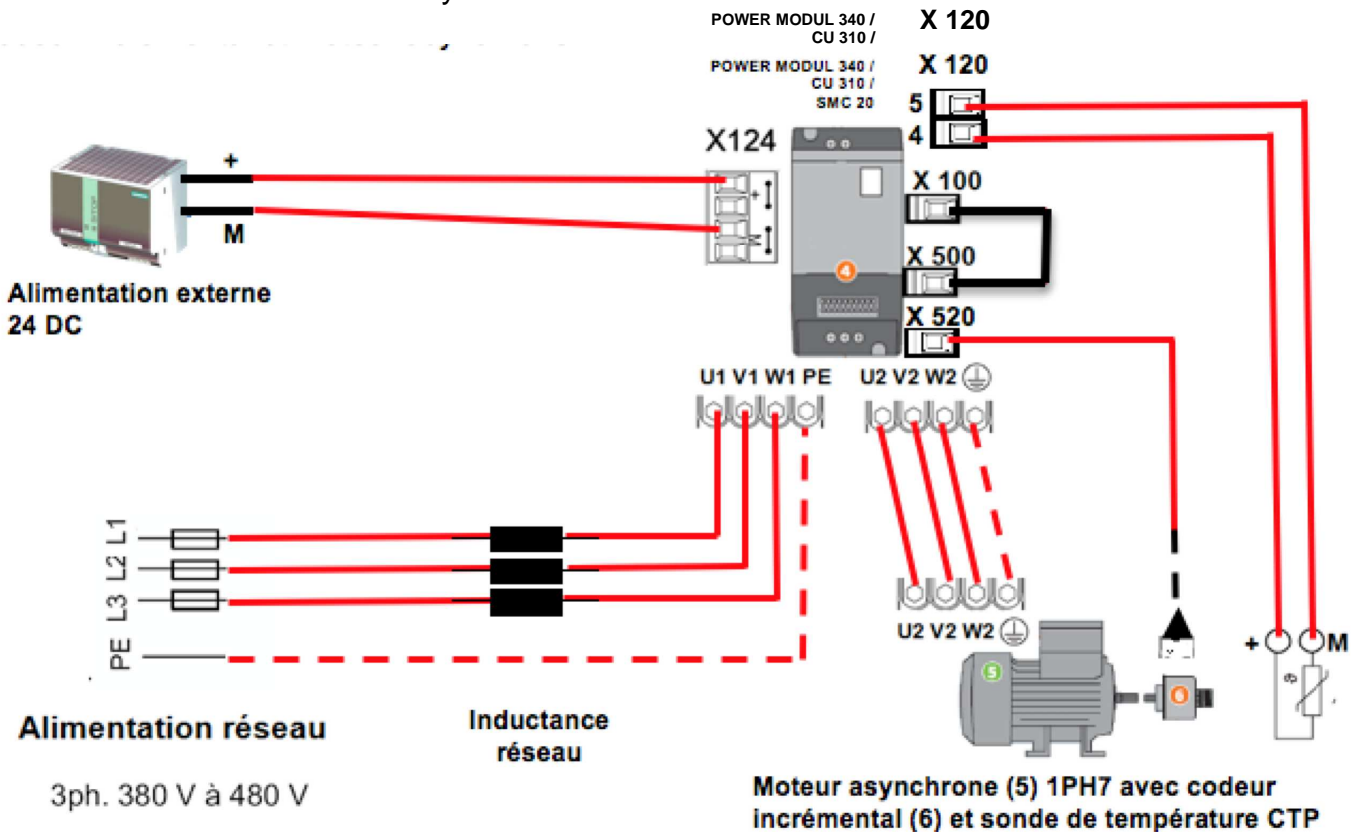 POWER MODUL 340 /
CU 310 /
X 120
POWER MODUL 340 /
CU 310 /
SMC 20
X 120
5
4
X124
+
M
+
M
X 100
X 500
4
X 520
Alimentation externe
24 DC
U1 V1 W1 PE
U2 V2 W2
L1
L2
L3
PE
U2 V2 W2
5
6
+
M
Alimentation réseau
3ph. 380 V à 480 V
Inductance
réseau
Moteur asynchrone (5) 1PH7 avec codeur
incrémental (6) et sonde de température CTP